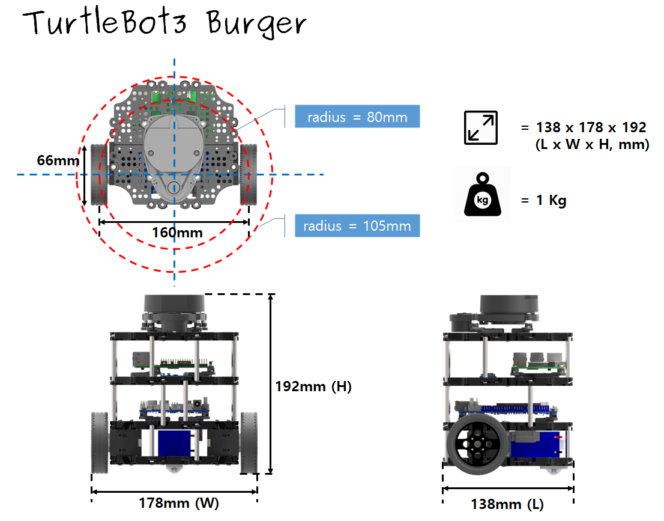 TurtleBot3 Burger
radius = 80mm
= 138 x 178 x 192
(L x W x H, mm)
66mm
kg
= 1 Kg
160mm
radius = 105mm
192mm (H)
178mm (W)
138mm (L)